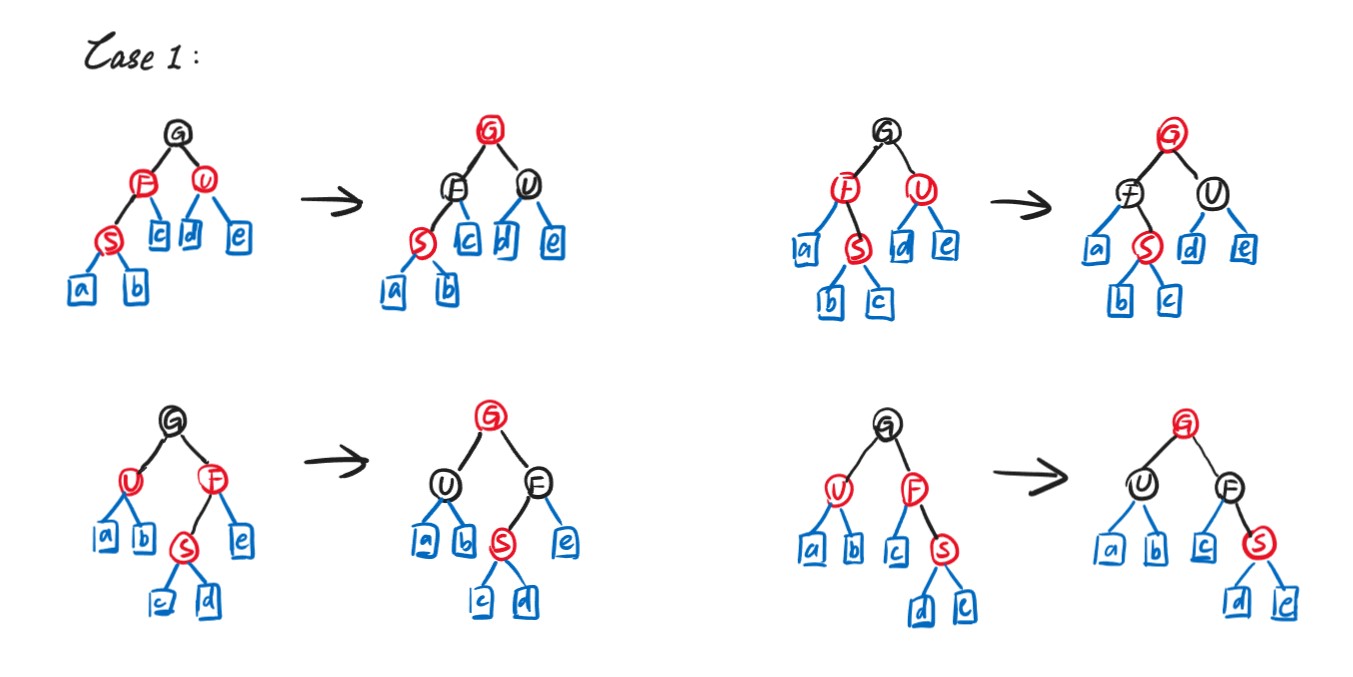 Case 1:
G G G G
F U F U F U F U
S c d e S c d e a S d e a S d e
a b a b b c b c
G G G G
U F U F U F U F
a b S e a b S e a b c S a b c S
c d c d d e d e